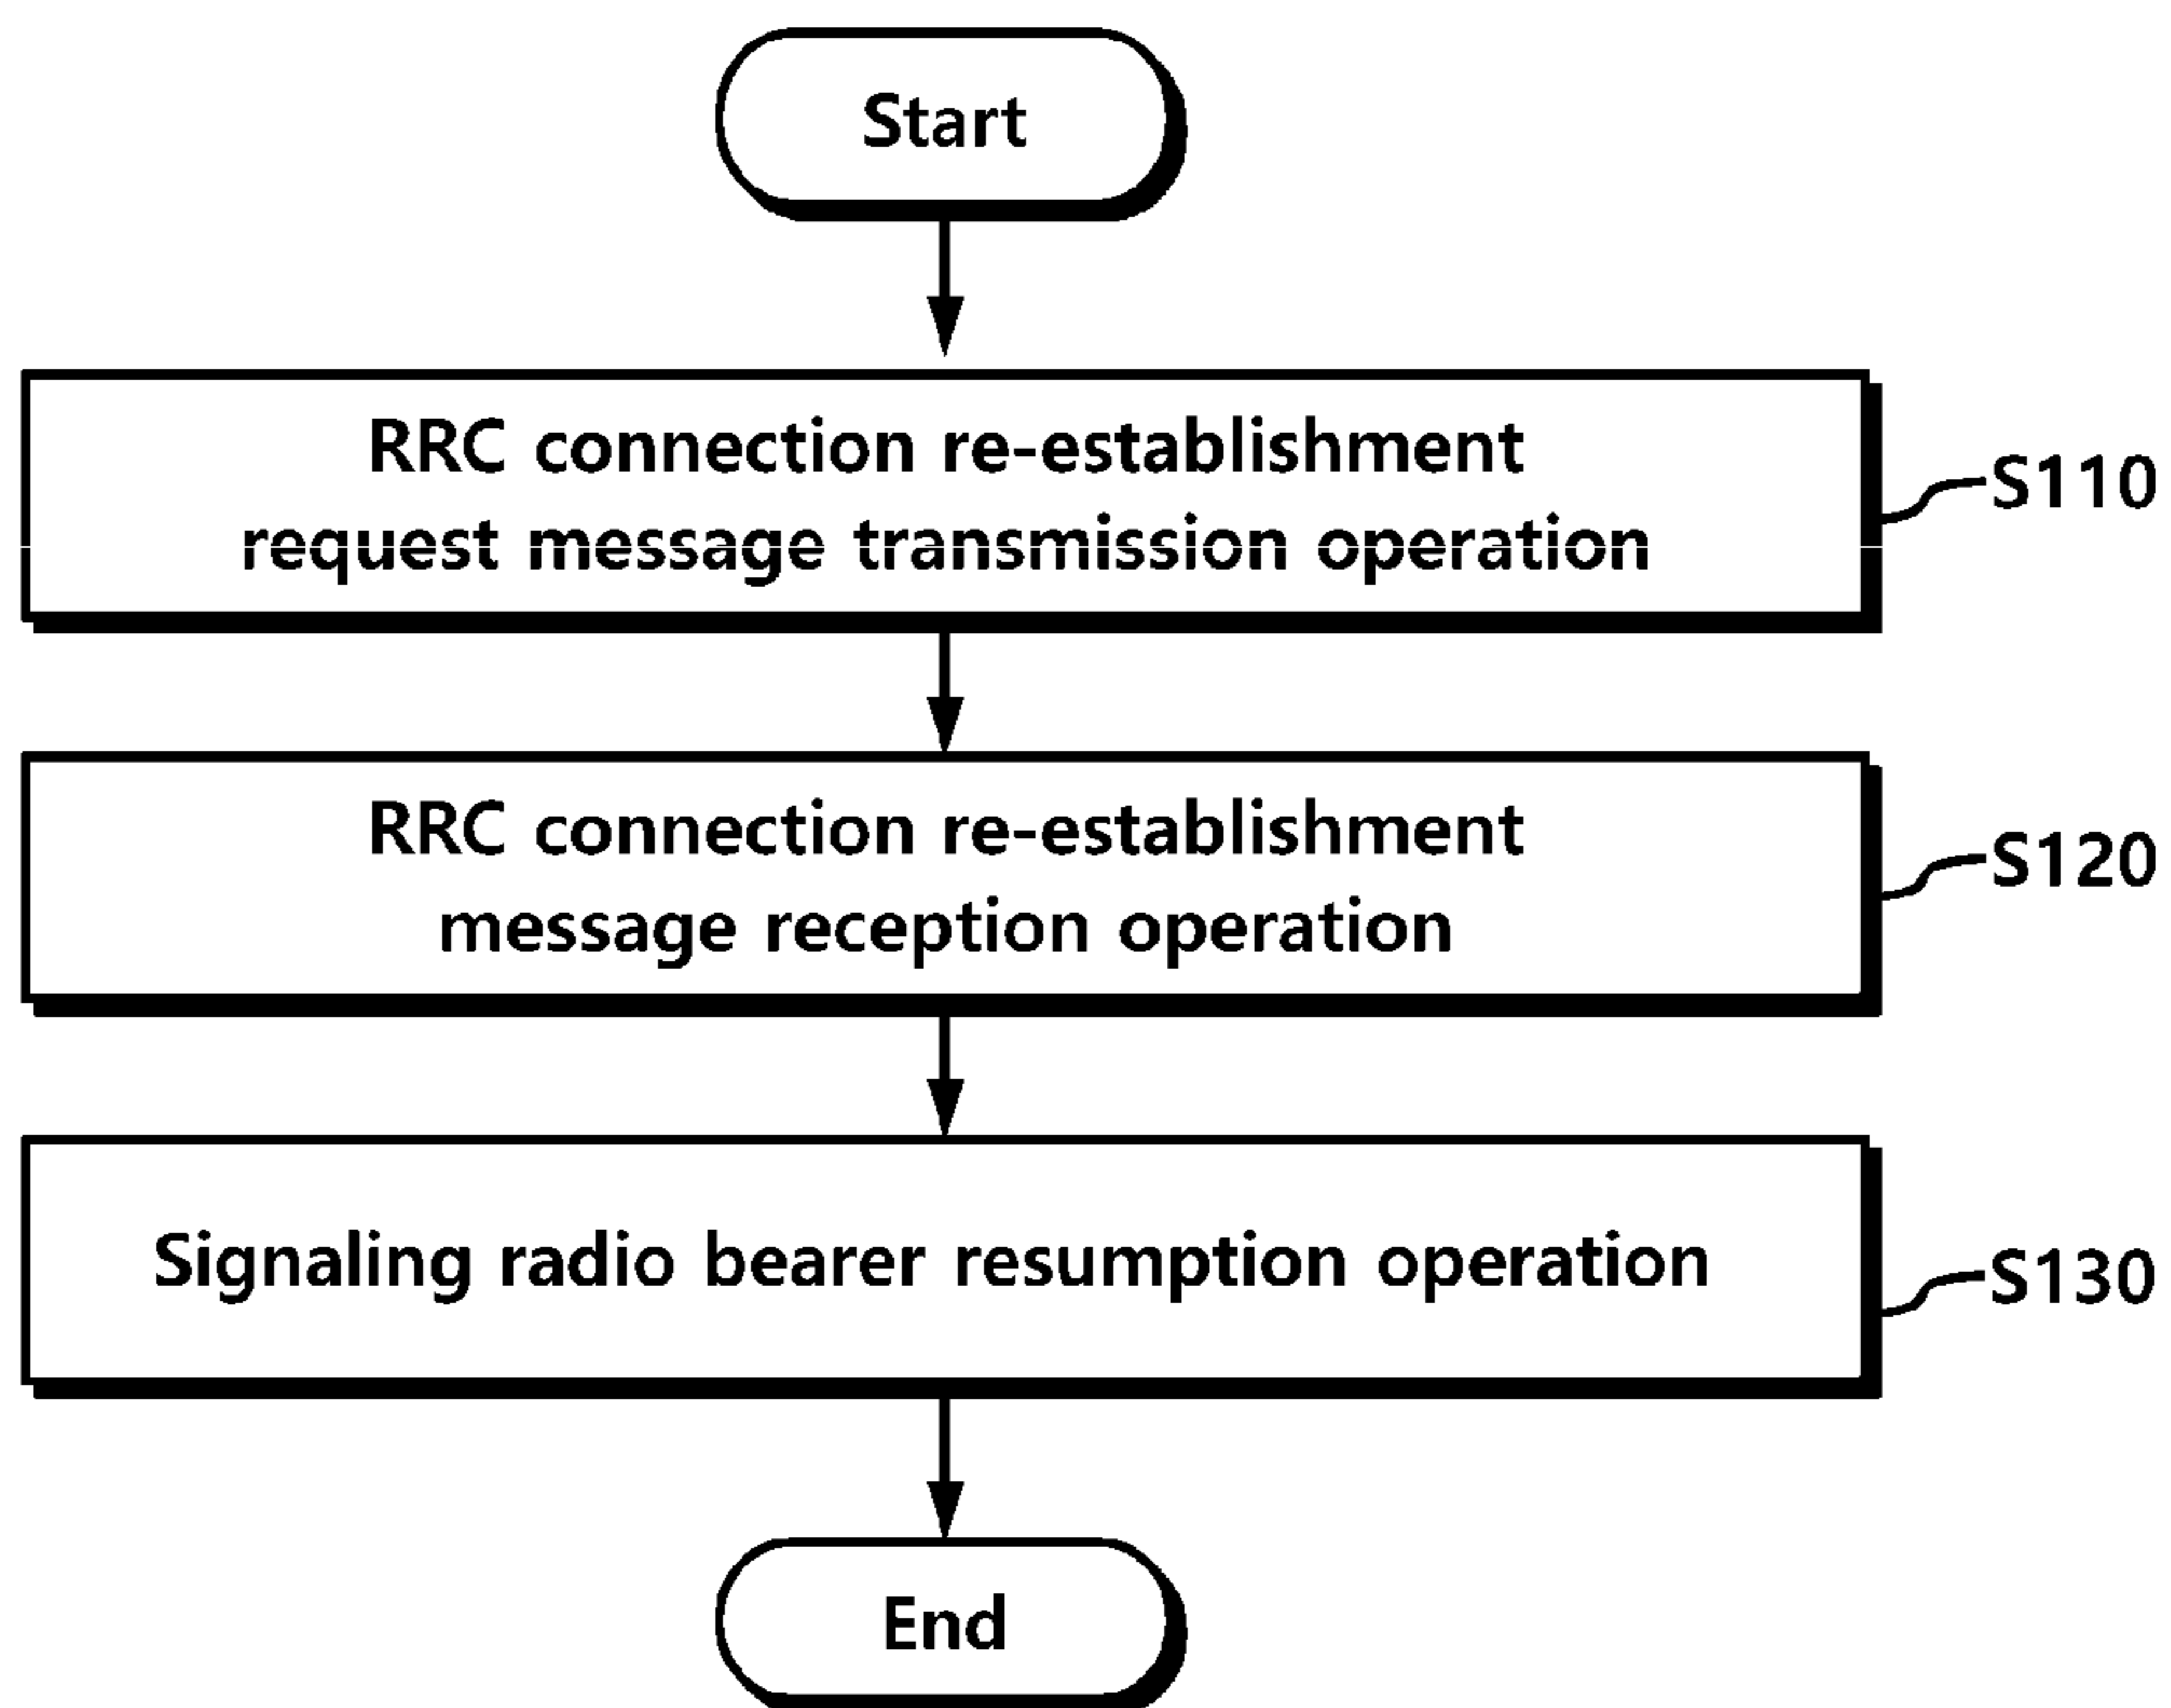 Start
RRC connection re-establishment
request message transmission operation
S110
RRC connection re-establishment
message reception operation
S120
Signaling radio bearer resumption operation
S130
End